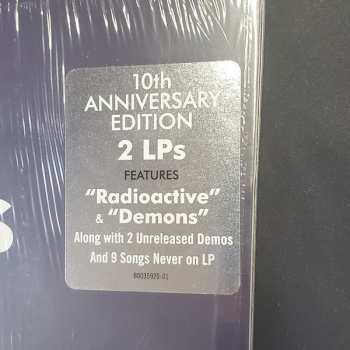 10th
ANNIVERSARY
EDITION
2 LPs
FEATURES
“Radioactive”
& “Demons”
Along with 2 Unreleased Demos
And 9 Songs Never on LP
B0035925-01
S